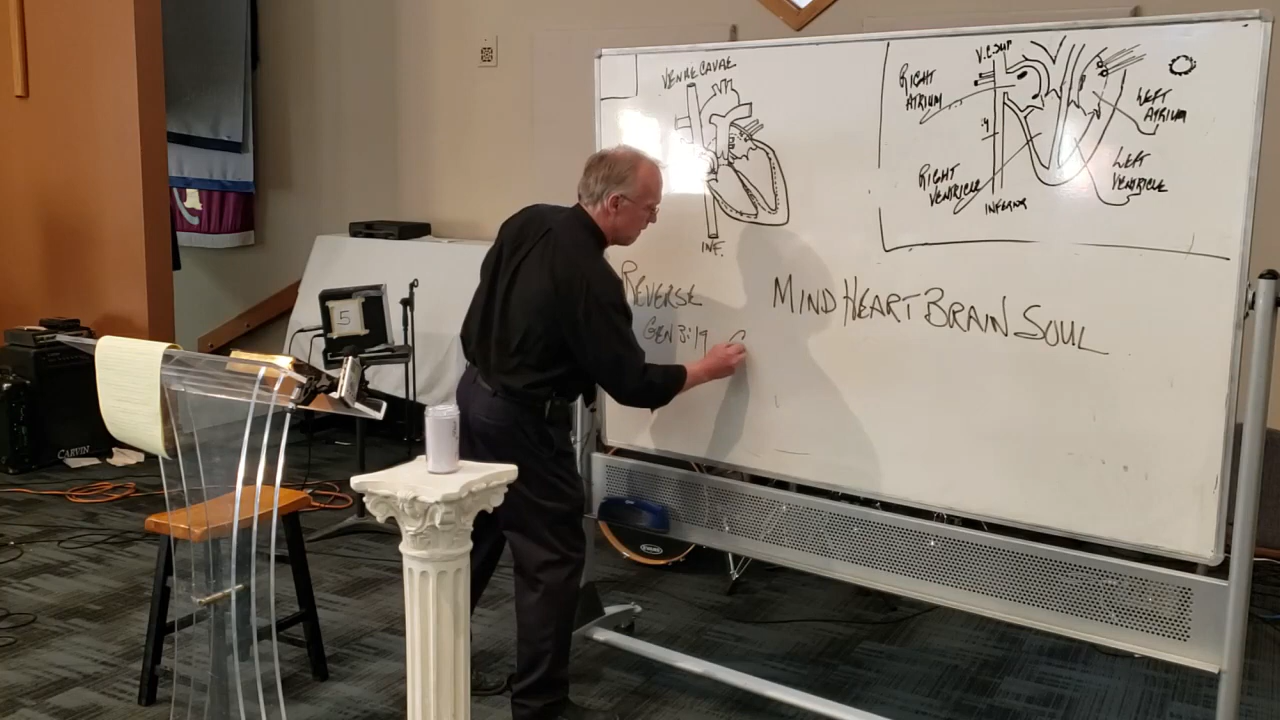 VENAE CAVAE
INF.
V.C. SUP
RIGHT
ATRIUM
LEFT
ATRIUM
RIGHT
VENTRICLE
LEFT
VENTRICLE
REVERSE
GEN 3:19
MIND HEART BRAIN SOUL
5
CARVIN